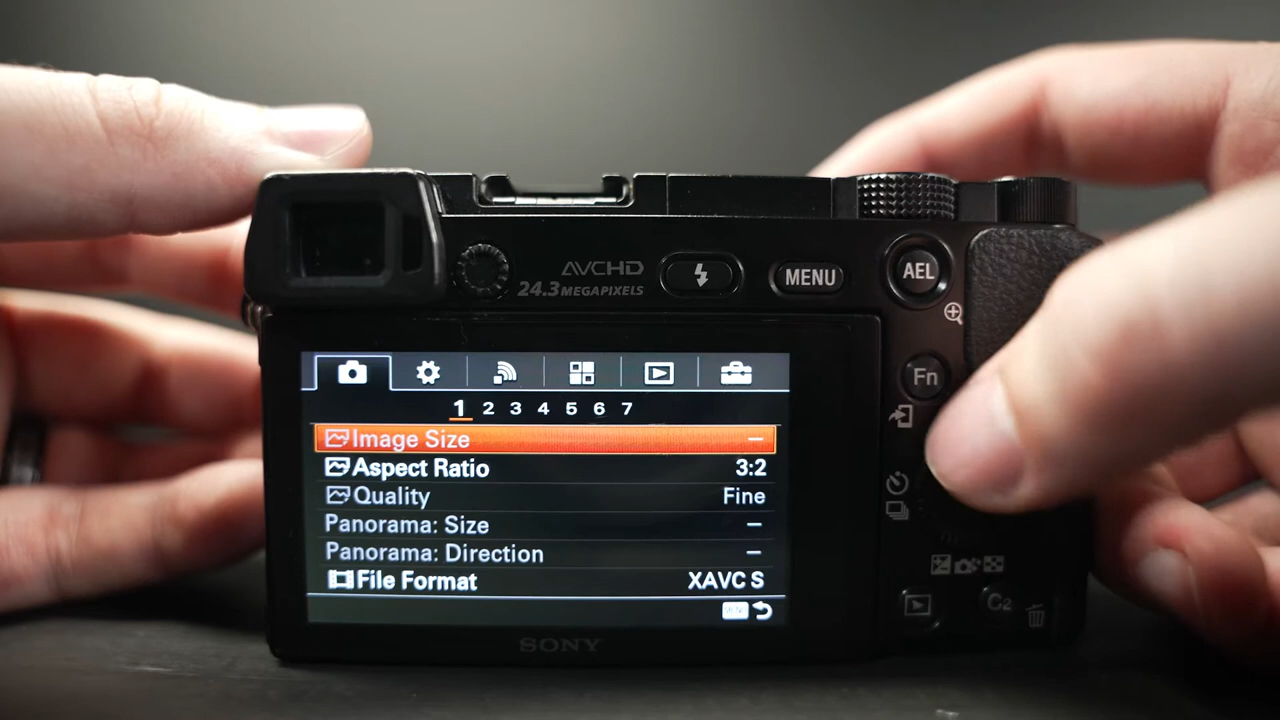 AVCHD
24.3 MEGAPIXELS
MENU
AEL
Fn
1 2 3 4 5 6 7
Image Size –
Aspect Ratio 3:2
Quality Fine
Panorama: Size –
Panorama: Direction –
File Format XAVC S
C2
SONY